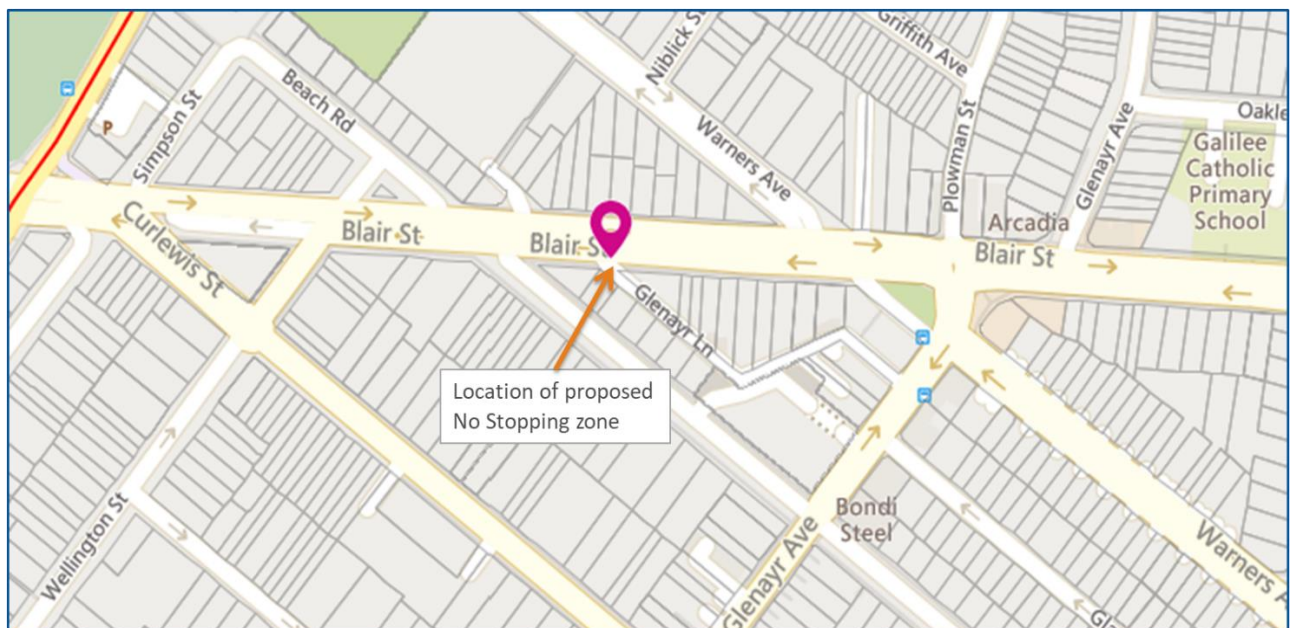 Niblick St
Griffith Ave
Beach Rd
Simpson St
P
Warners Ave
Plowman St
Glenayr Ave
Oakle
Galilee
Catholic
Primary
School
Curlewis St
Blair St
Blair S
Arcadia
Blair St
Glenayr Ln
Location of proposed
No Stopping zone
Wellington St
Bondi
Steel
Glenayr Ave
Warners A
Gla